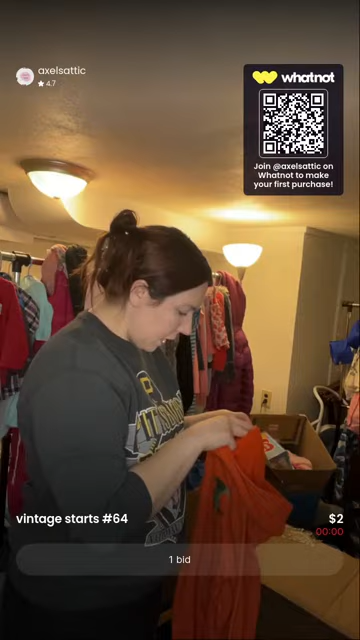 axelsattic
4.7
whatnot
Join @axelsattic on
Whatnot to make
your first purchase!
vintage starts #64
$2
00:00
1 bid